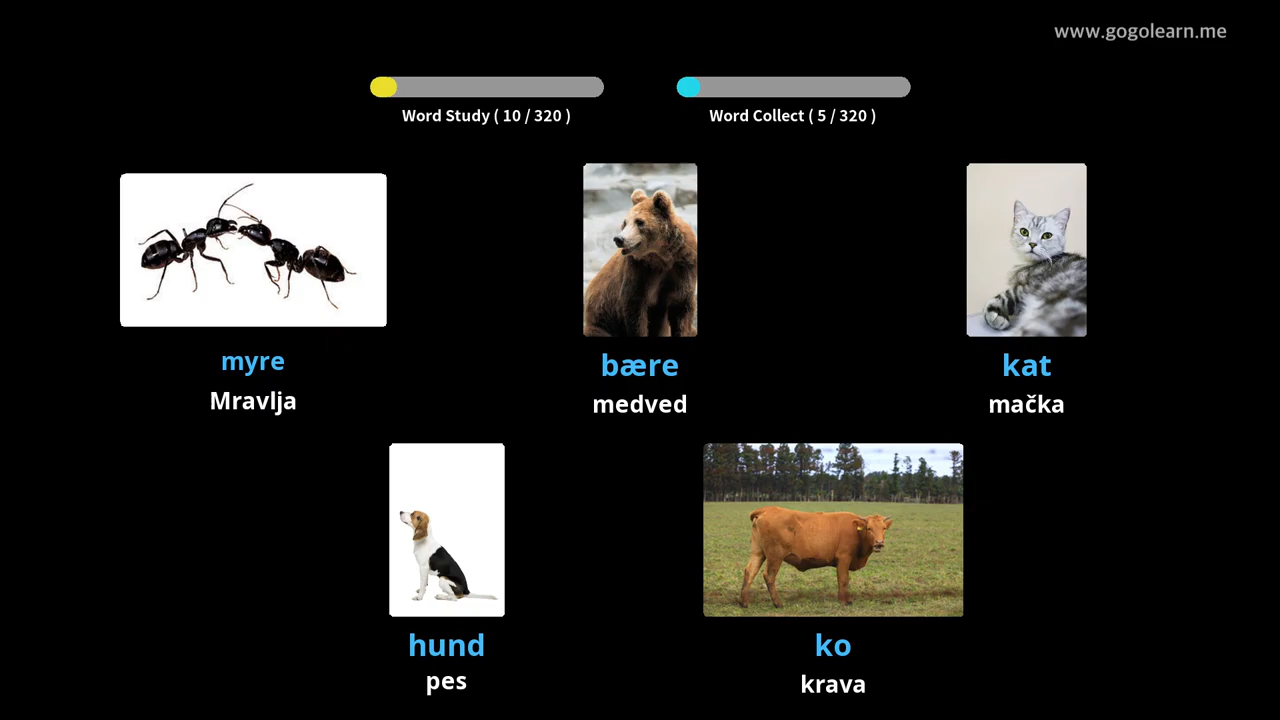 www.gogolearn.me
Word Study ( 10 / 320 )
Word Collect ( 5 / 320 )
myre
Mravlja
bære
medved
kat
mačka
hund
pes
ko
krava